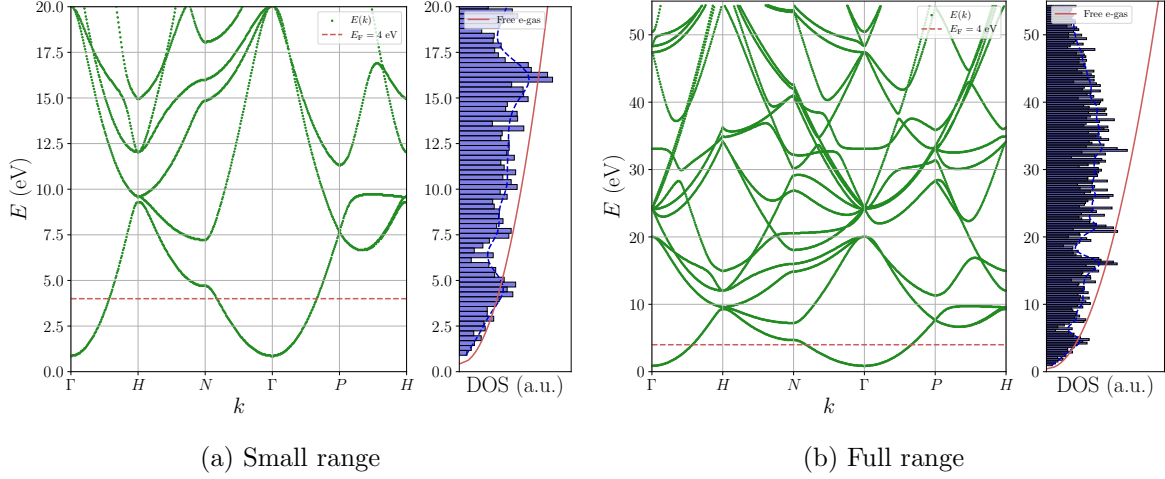 E(k)
E_F = 4 eV
Free e-gas
20.0
17.5
15.0
12.5
10.0
7.5
5.0
2.5
0.0
E (eV)
Γ H N Γ P H
k
20.0
17.5
15.0
12.5
10.0
7.5
5.0
2.5
0.0
DOS (a.u.)
E(k)
E_F = 4 eV
Free e-gas
50
40
30
20
10
0
E (eV)
Γ H N Γ P H
k
50
40
30
20
10
0
DOS (a.u.)
(a) Small range
(b) Full range